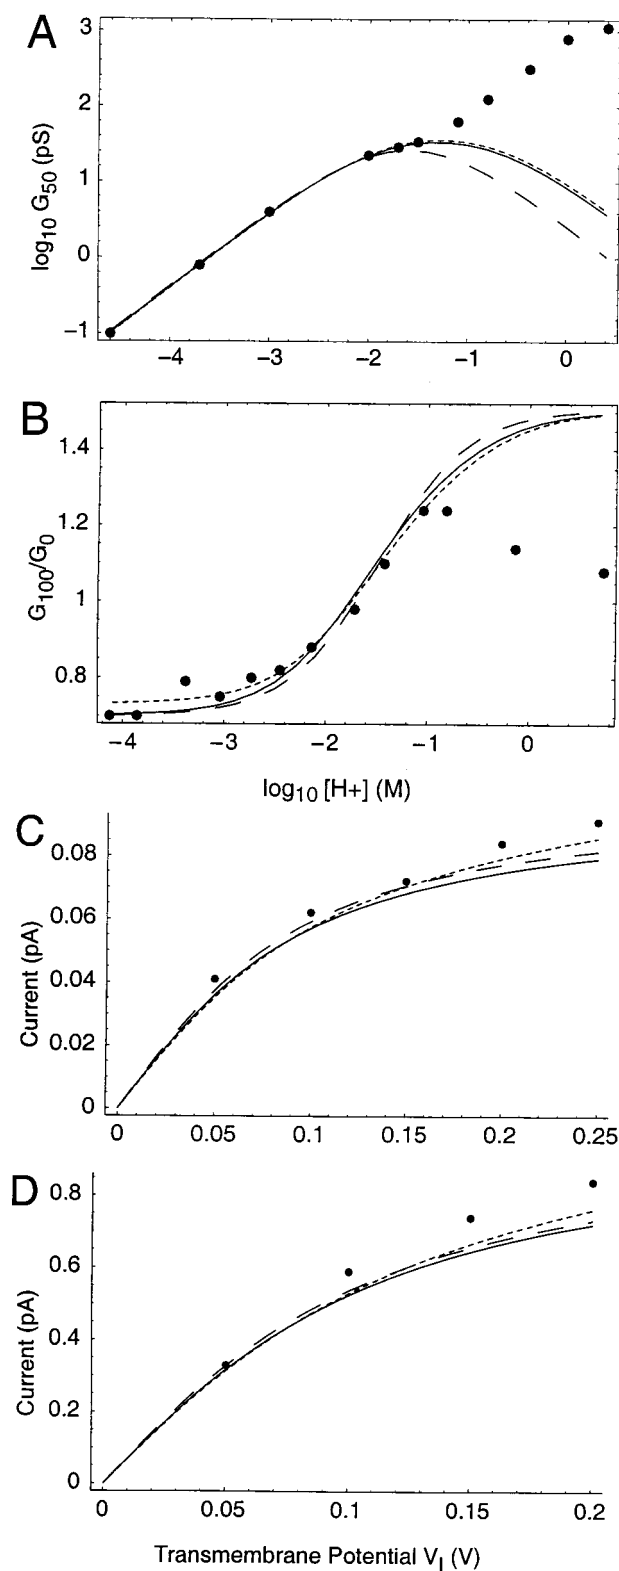 A
3
2
1
0
−1
log10 G50 (pS)
−4 −3 −2 −1 0
B
1.4
1.2
1
0.8
G100/G0
−4 −3 −2 −1 0
log10 [H+] (M)
C
0.08
0.06
0.04
0.02
0
Current (pA)
0 0.05 0.1 0.15 0.2 0.25
D
0.8
0.6
0.4
0.2
0
Current (pA)
0 0.05 0.1 0.15 0.2
Transmembrane Potential VI (V)